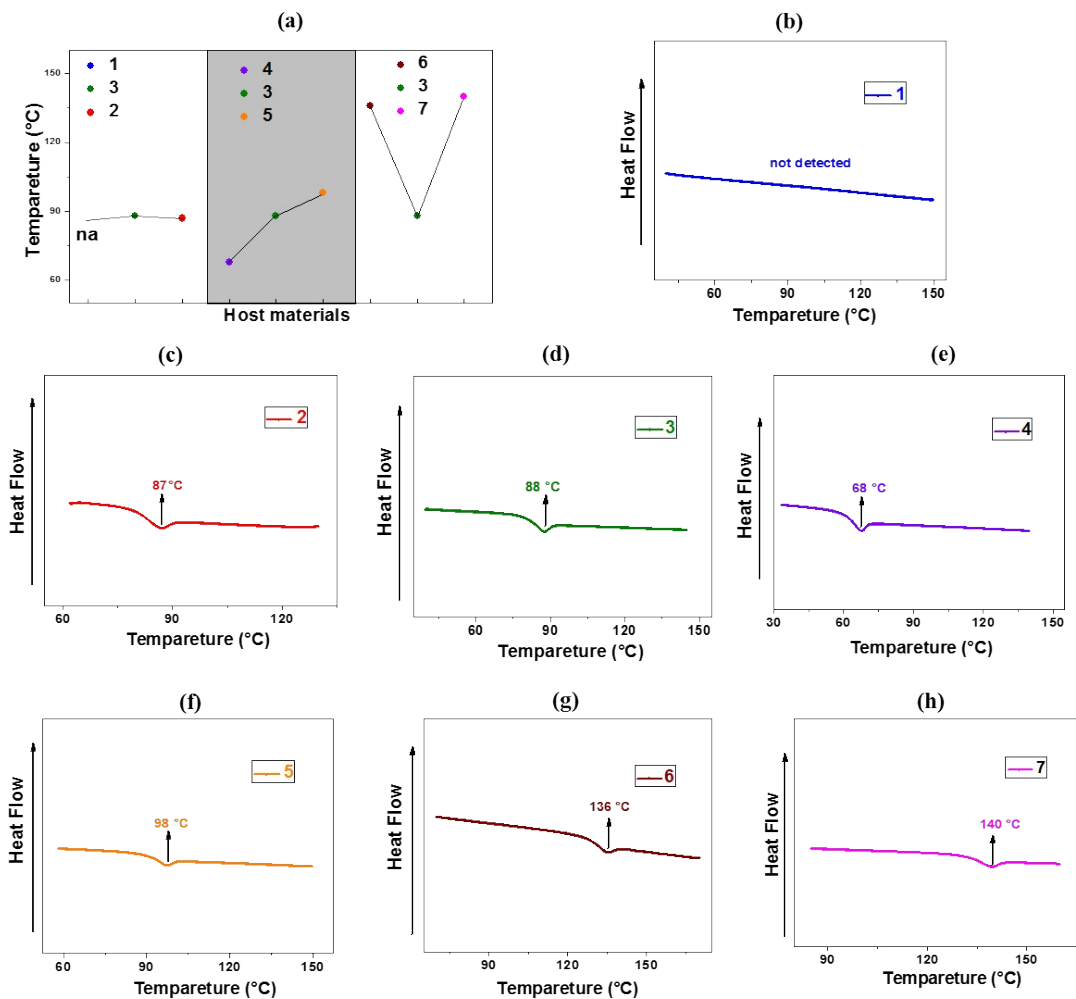 (a)
Tempareture (°C)
150
120
90
60
1
3
2
4
3
5
6
3
7
na
Host materials
(b)
Heat Flow
1
not detected
60
90
120
150
Tempareture (°C)
(c)
Heat Flow
2
87°C
60
90
120
Tempareture (°C)
(d)
Heat Flow
3
88 °C
60
90
120
150
Tempareture (°C)
(e)
Heat Flow
4
68 °C
30
60
90
120
150
Tempareture (°C)
(f)
Heat Flow
5
98 °C
60
90
120
150
Tempareture (°C)
(g)
Heat Flow
6
136 °C
90
120
150
Tempareture (°C)
(h)
Heat Flow
7
140 °C
90
120
150
Tempareture (°C)